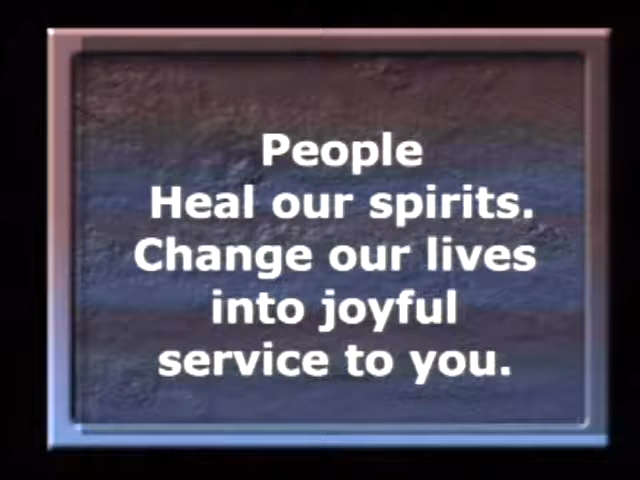 People
Heal our spirits.
Change our lives
into joyful
service to you.